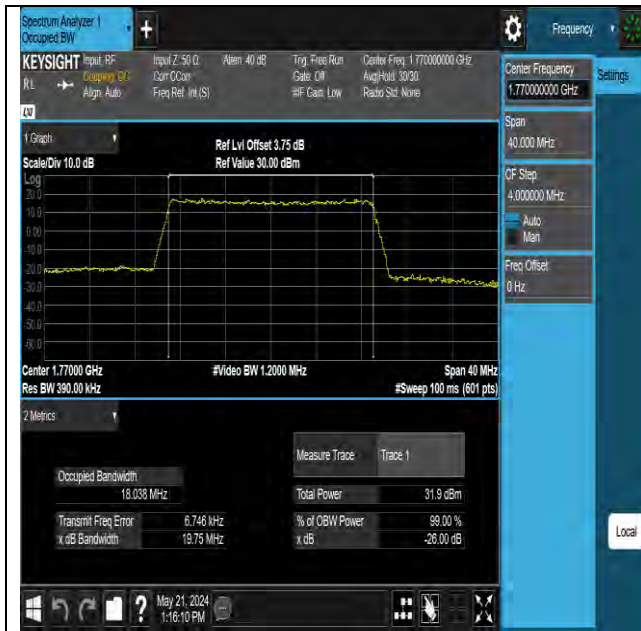 Spectrum Analyzer 1
Occupied BW
+
Frequency
KEYSIGHT
RL
Input: RF
Coupling: DC
Align: Auto
Input Z: 50 Ω
Corr CCorr
Freq Ref: Int (S)
Atten: 40 dB
Trig: Free Run
Gate: Off
#IF Gain: Low
Center Freq: 1.770000000 GHz
Avg|Hold: 30/30
Radio Std: None
Center Frequency
1.770000000 GHz
Settings
Span
40.000 MHz
CF Step
4.000000 MHz
Auto
Man
Freq Offset
0 Hz
1 Graph
Scale/Div 10.0 dB
Ref Lvl Offset 3.75 dB
Ref Value 30.00 dBm
Log
20.0
10.0
0.00
-10.0
-20.0
-30.0
-40.0
-50.0
-60.0
Center 1.77000 GHz
#Video BW 1.2000 MHz
Span 40 MHz
Res BW 390.00 kHz
#Sweep 100 ms (601 pts)
2 Metrics
Measure Trace
Trace 1
Occupied Bandwidth
18.038 MHz
Total Power
31.9 dBm
Transmit Freq Error
6.746 kHz
% of OBW Power
99.00 %
x dB Bandwidth
19.75 MHz
x dB
-26.00 dB
Local
?
May 21, 2024
1:16:10 PM